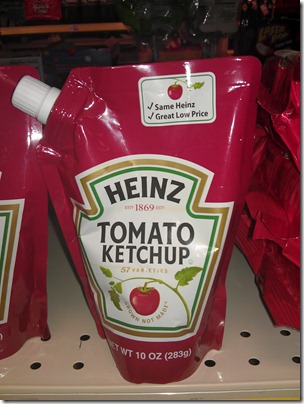 ✓ Same Heinz
✓ Great Low Price
HEINZ
ESTD 1869
TOMATO
KETCHUP
57 VARIETIES
GROWN NOT MADE
NET WT 10 OZ (283g)